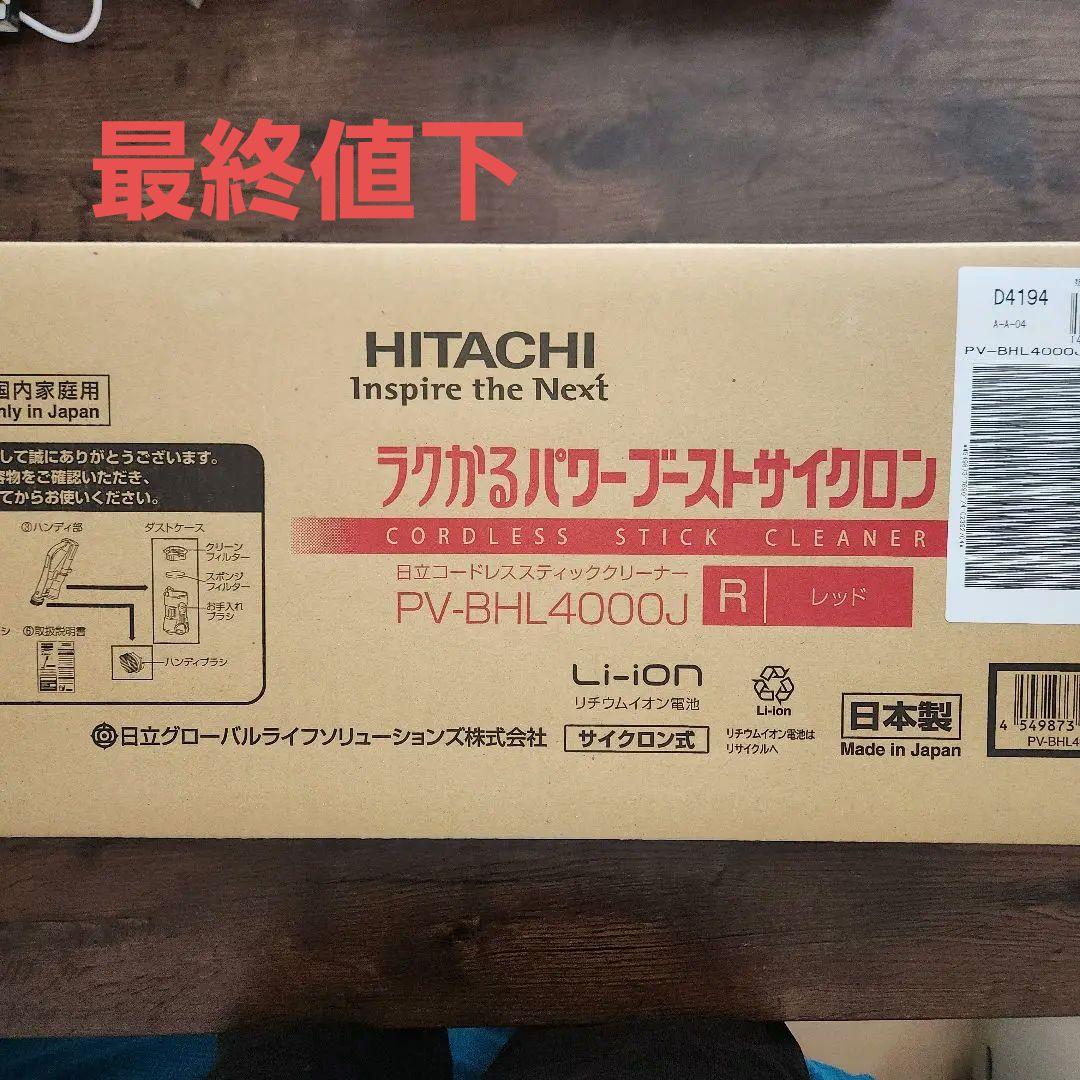 最終値下
HITACHI
Inspire the Next
国内家庭用
nly in Japan
して誠にありがとうございます。
容物をご確認いただき、
てからお使いください。
③ハンディ部
ダストケース
クリーン
フィルター
スポンジ
フィルター
お手入れ
ブラシ
シ
⑥取扱説明書
ハンディブラシ
ラクかるパワーブーストサイクロン
CORDLESS STICK CLEANER
日立コードレススティッククリーナー
PV-BHL4000J
R
レッド
Li-ion
リチウムイオン電池
Li-ion
リチウムイオン電池は
リサイクルへ
日立グローバルライフソリューションズ株式会社
サイクロン式
日本製
Made in Japan
D4194
A-A-04
14
PV-BHL4000J
4 549873
PV-BHL4